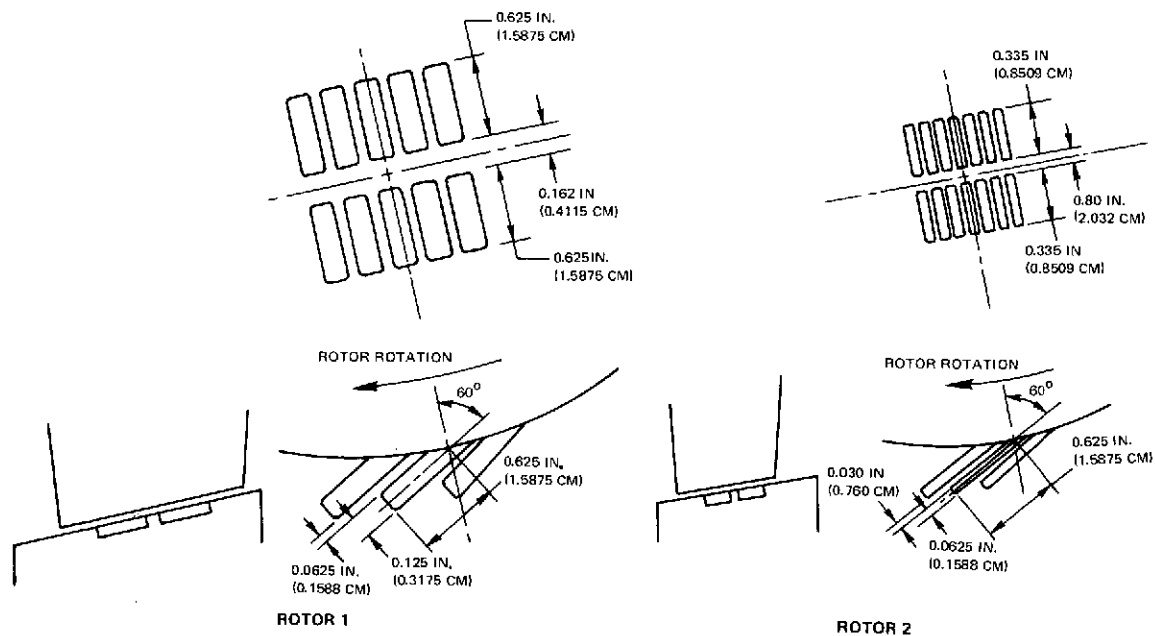 0.625 IN.
(1.5875 CM)
0.162 IN
(0.4115 CM)
0.625 IN.
(1.5875 CM)
0.335 IN
(0.8509 CM)
0.80 IN.
(2.032 CM)
0.335 IN
(0.8509 CM)
ROTOR ROTATION
60°
0.625 IN.
(1.5875 CM)
0.0625 IN.
(0.1588 CM)
0.125 IN.
(0.3175 CM)
ROTOR 1
ROTOR ROTATION
60°
0.625 IN.
(1.5875 CM)
0.030 IN
(0.760 CM)
0.0625 IN.
(0.1588 CM)
ROTOR 2